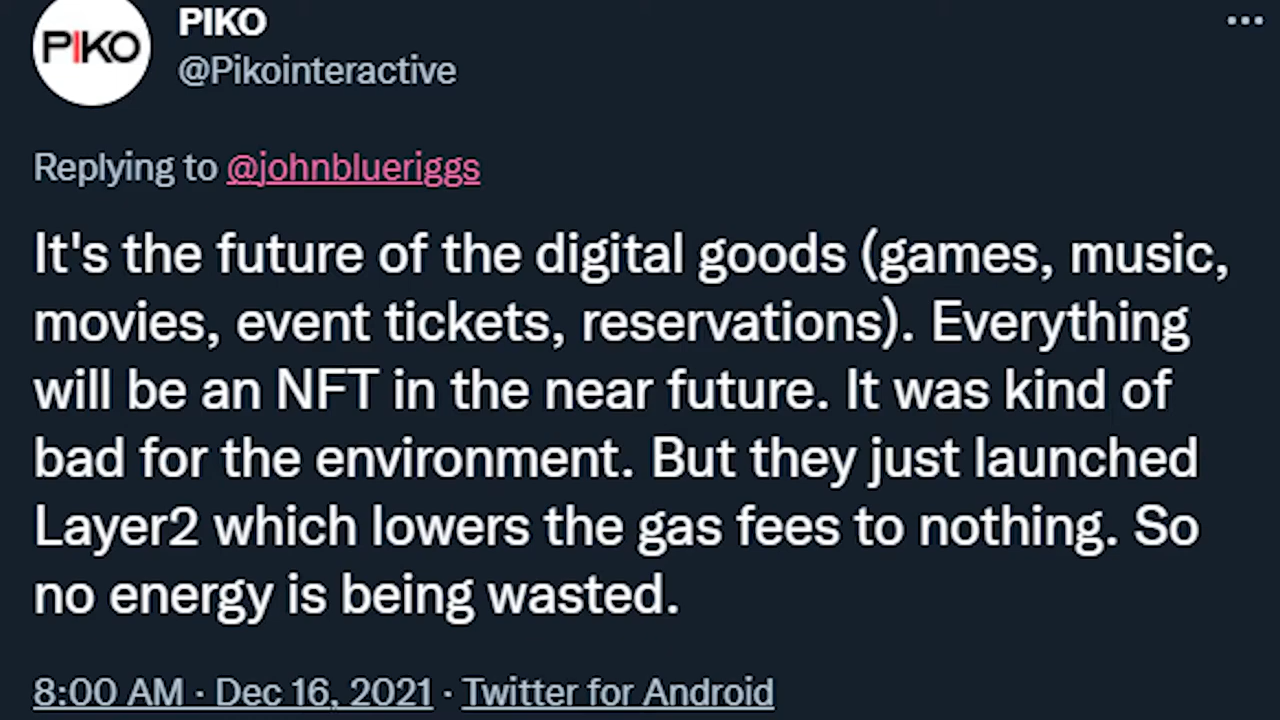 PIKO
PIKO
@Pikointeractive
Replying to @johnblueriggs
It's the future of the digital goods (games, music,
movies, event tickets, reservations). Everything
will be an NFT in the near future. It was kind of
bad for the environment. But they just launched
Layer2 which lowers the gas fees to nothing. So
no energy is being wasted.
8:00 AM · Dec 16, 2021 · Twitter for Android